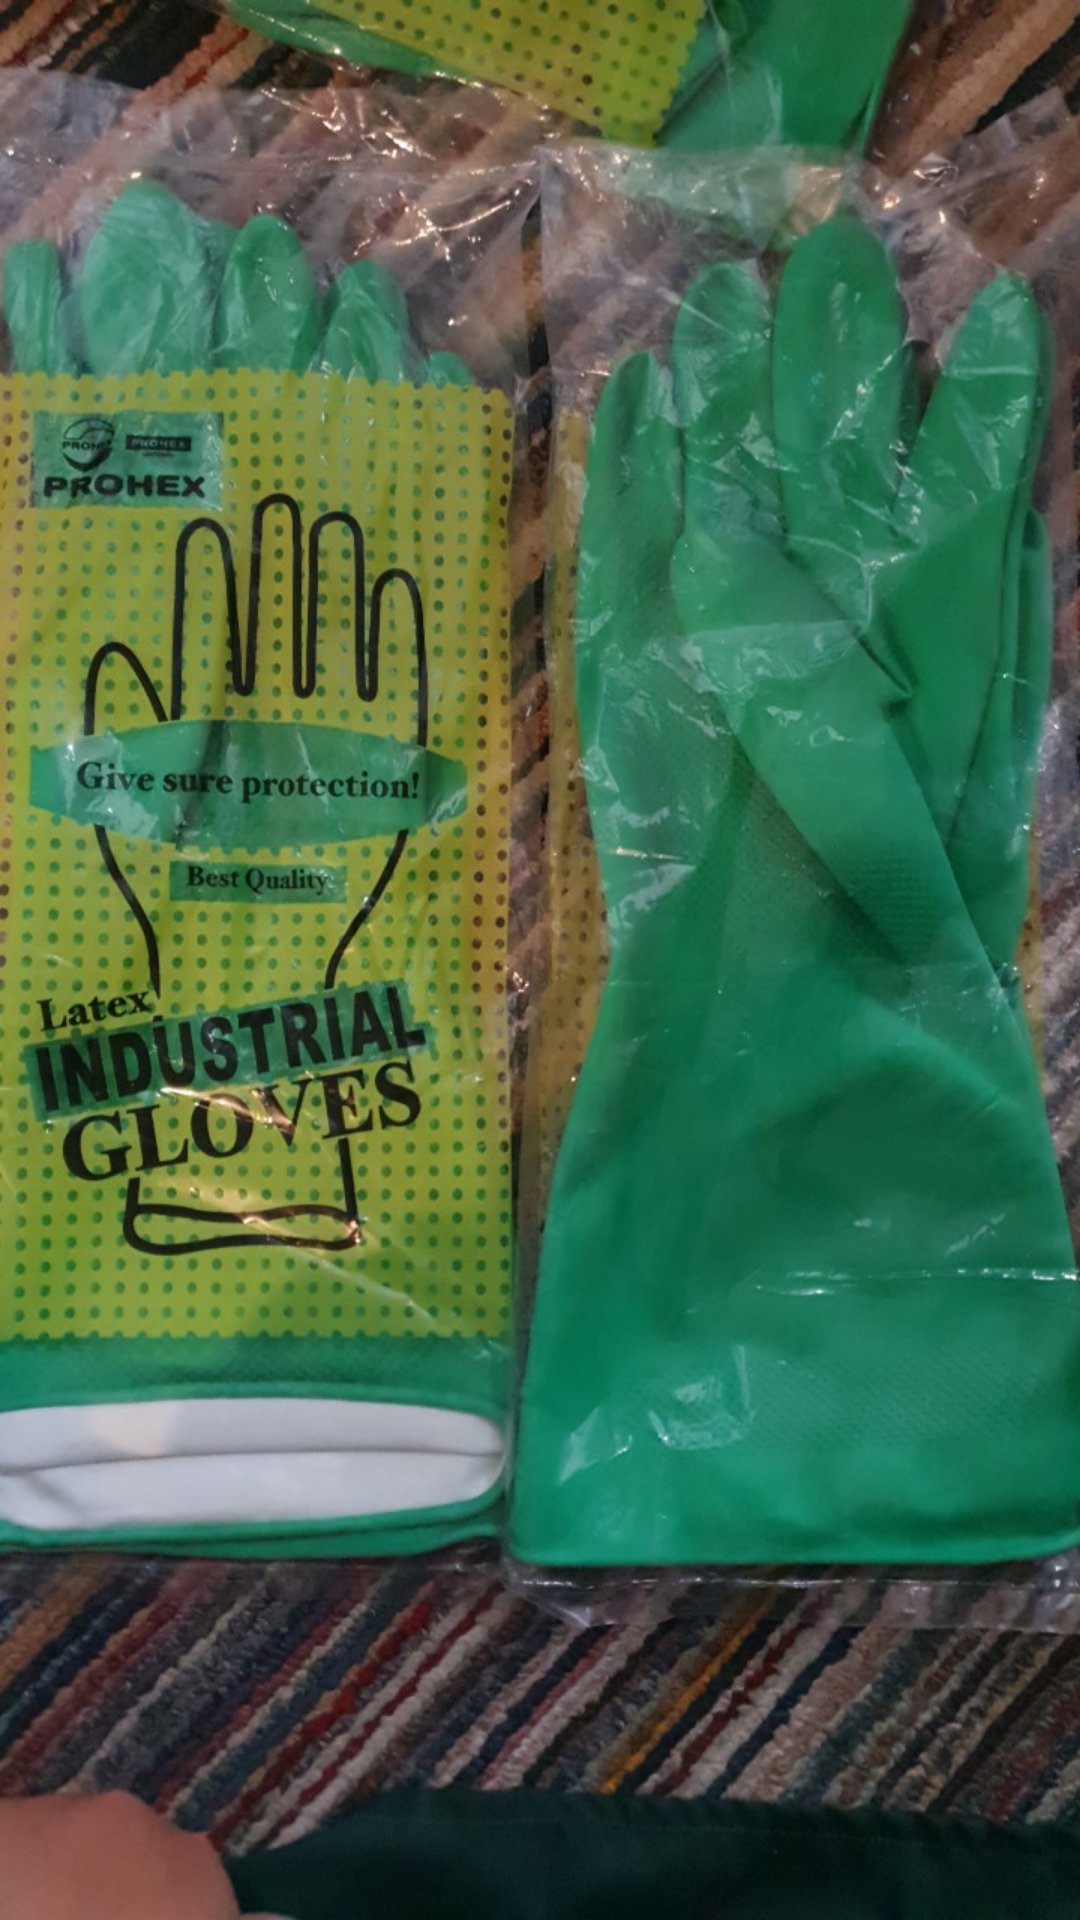 PROHEX
PROHEX
Give sure protection!
Best Quality
Latex
INDUSTRIAL
GLOVES